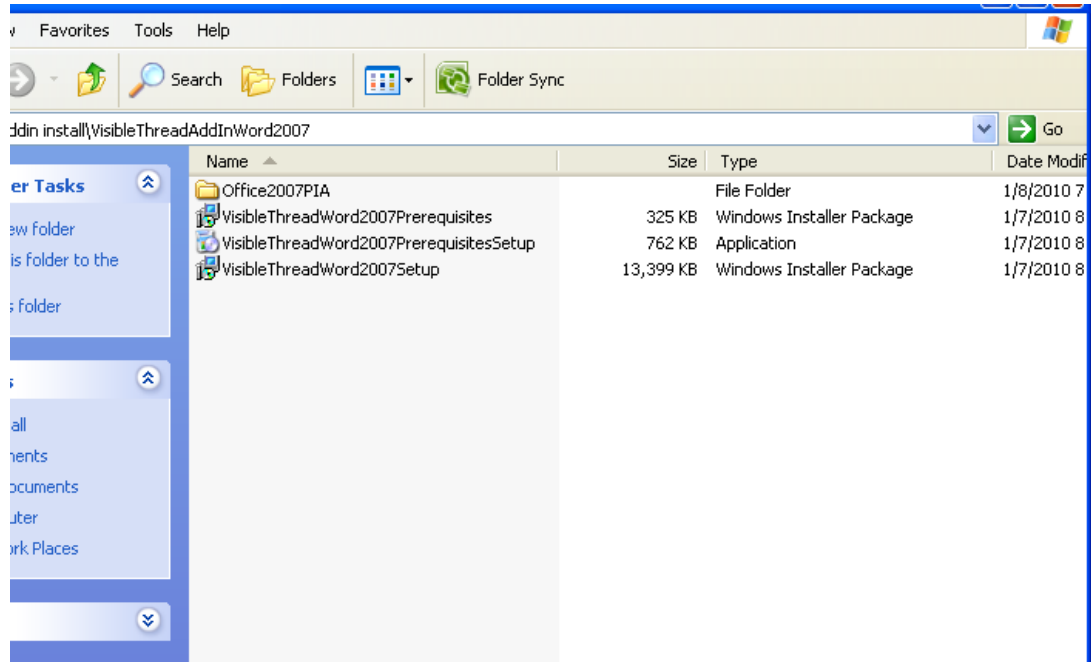 Favorites Tools Help
Search Folders Folder Sync
ddin install\VisibleThreadAddInWord2007 Go
Name Size Type Date Modif
er Tasks
Office2007PIA File Folder 1/8/2010 7
VisibleThreadWord2007Prerequisites 325 KB Windows Installer Package 1/7/2010 8
ew folder
VisibleThreadWord2007PrerequisitesSetup 762 KB Application 1/7/2010 8
is folder to the
VisibleThreadWord2007Setup 13,399 KB Windows Installer Package 1/7/2010 8
s folder
s
all
nents
ocuments
uter
ork Places